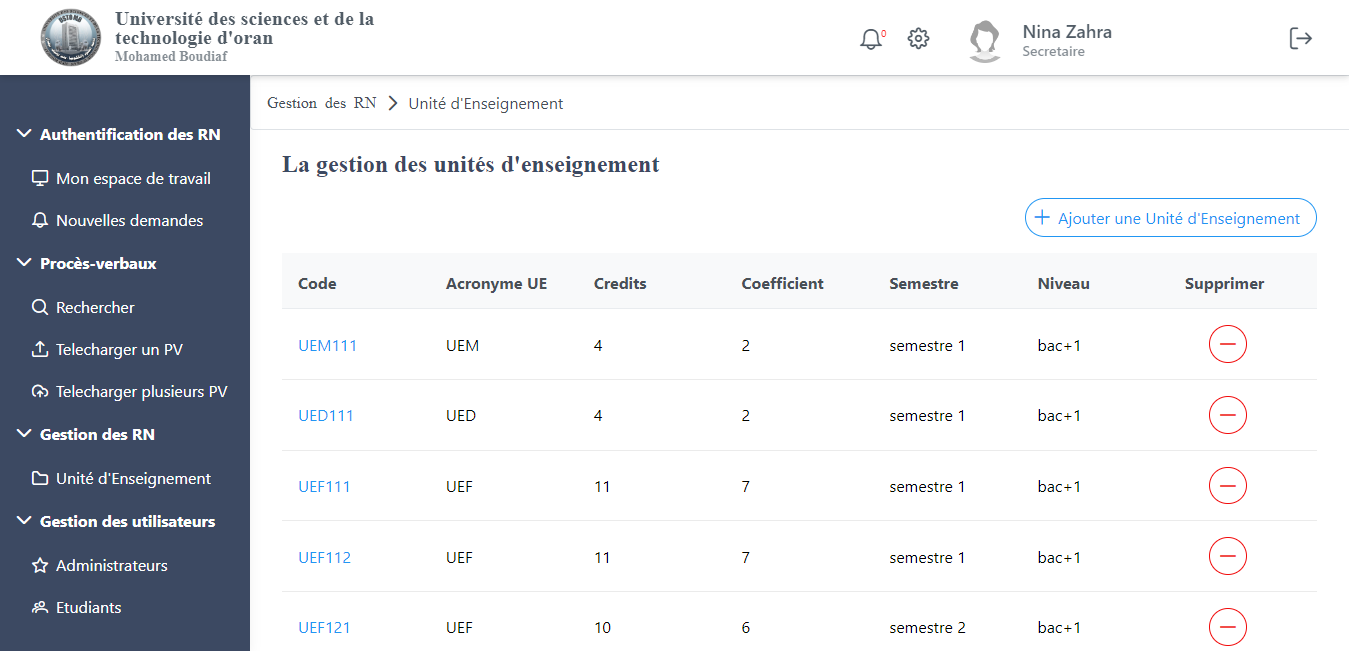 Université des sciences et de la
technologie d'oran
Mohamed Boudiaf
0
Nina Zahra
Secretaire
Authentification des RN
Mon espace de travail
Nouvelles demandes
Procès-verbaux
Rechercher
Telecharger un PV
Telecharger plusieurs PV
Gestion des RN
Unité d'Enseignement
Gestion des utilisateurs
Administrateurs
Etudiants
Gestion des RN > Unité d'Enseignement
La gestion des unités d'enseignement
+ Ajouter une Unité d'Enseignement
Code Acronyme UE Credits Coefficient Semestre Niveau Supprimer
UEM111 UEM 4 2 semestre 1 bac+1
UED111 UED 4 2 semestre 1 bac+1
UEF111 UEF 11 7 semestre 1 bac+1
UEF112 UEF 11 7 semestre 1 bac+1
UEF121 UEF 10 6 semestre 2 bac+1